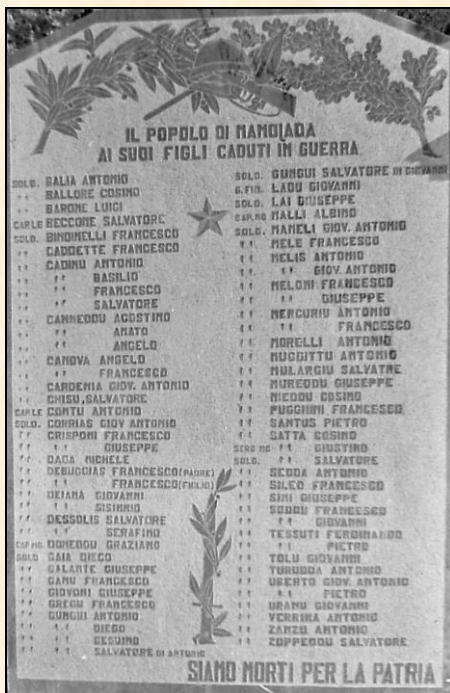 IL POPOLO DI MAMOIADA
AI SUOI FIGLI CADUTI IN GUERRA
SOLD. BALIA ANTONIO
'' BALLORE COSIMO
'' BARONE LUIGI
CAR.LE BECCONE SALVATORE
SOLD. BINDINELLI FRANCESCO
'' CADDETTE FRANCESCO
'' CADINU ANTONIO
'' '' BASILIO
'' '' FRANCESCO
'' '' SALVATORE
'' CANNEDDU AGOSTINO
'' '' AMATO
'' '' ANGELO
'' CANOVA ANGELO
'' '' FRANCESCO
'' CARDENIA GIOV. ANTONIO
'' CHISU,SALVATORE
CAR.LE CONTU ANTONIO
SOLD. CORRIAS GIOV ANTONIO
'' CRISPONI FRANCESCO
'' '' GIUSEPPE
'' DAGA MICHELE
'' DEBUGGIAS FRANCESCO (PADRE)
'' '' FRANCESCO (FIGLIO)
'' DEIANA GIOVANNI
'' '' SISINNIO
'' DESSOLIS SALVATORE
'' '' SERAFINO
CAP.MG. DONEDDU GRAZIANO
SOLD GAIA DIEGO
'' GALANTE GIUSEPPE
'' GANU FRANCESCO
'' GIOVONI GIUSEPPE
'' GREGU FRANCESCO
'' GUNGUI ANTONIO
'' '' DIEGO
'' '' GESUINO
'' '' SALVATORE DI ANTONIO
SOLD. GUNGUI SALVATORE DI GIOVANNI
G.FIN. LADU GIOVANNI
SOLD. LAI GIUSEPPE
CAP.MG MALLI ALBINO
SOLD. MAMELI GIOV. ANTONIO
'' MELE FRANCESCO
'' MELIS ANTONIO
'' '' GIOV. ANTONIO
'' MELONI FRANCESCO
'' '' GIUSEPPE
'' MERCURIU ANTONIO
'' '' FRANCESCO
'' MORELLI ANTONIO
'' MUGGITTU ANTONIO
'' MULARGIU SALVATRE
'' MUREDDU GIUSEPPE
'' NIEDDU COSIMO
'' PUGGHINI FRANCESCO
'' SANTUS PIETRO
'' SATTA COSIMO
SERG MG '' GIUSTINO
SOLD. '' SALVATORE
'' SEDDA ANTONIO
'' SILEO FRANCESCO
'' SINI GIUSEPPE
'' SODDU FRANCESCO
'' '' GIOVANNI
'' TESSUTI FERDINANDO
'' '' PIETRO
'' TOLU GIOVANNI
'' TURUDDA ANTONIO
'' UBERTO GIOV. ANTONIO
'' '' PIETRO
'' URANU GIOVANNI
'' VERRINA ANTONIO
'' ZANZU ANTONIO
'' ZOPPEDDU SALVATORE
SIAMO MORTI PER LA PATRIA